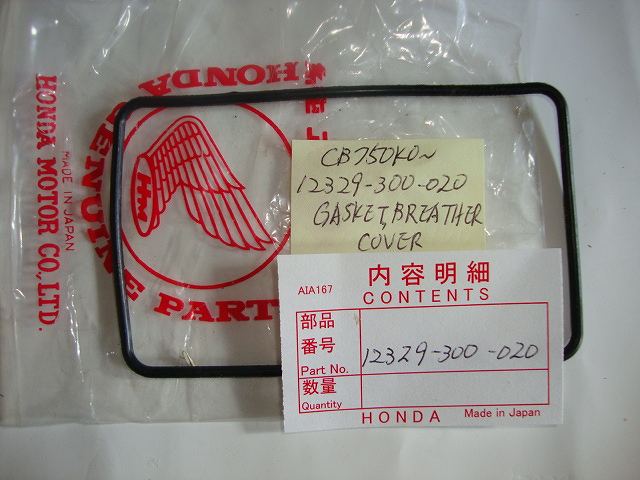 HONDA
GENUINE PARTS
HM
HONDA MOTOR CO., LTD.
MADE IN JAPAN
CB750K0~
12329-300-020
GASKET, BREATHER
COVER
AIA167
内容明細
CONTENTS
部品
番号
Part No.
12329-300-020
数量
Quantity
HONDA
Made in Japan